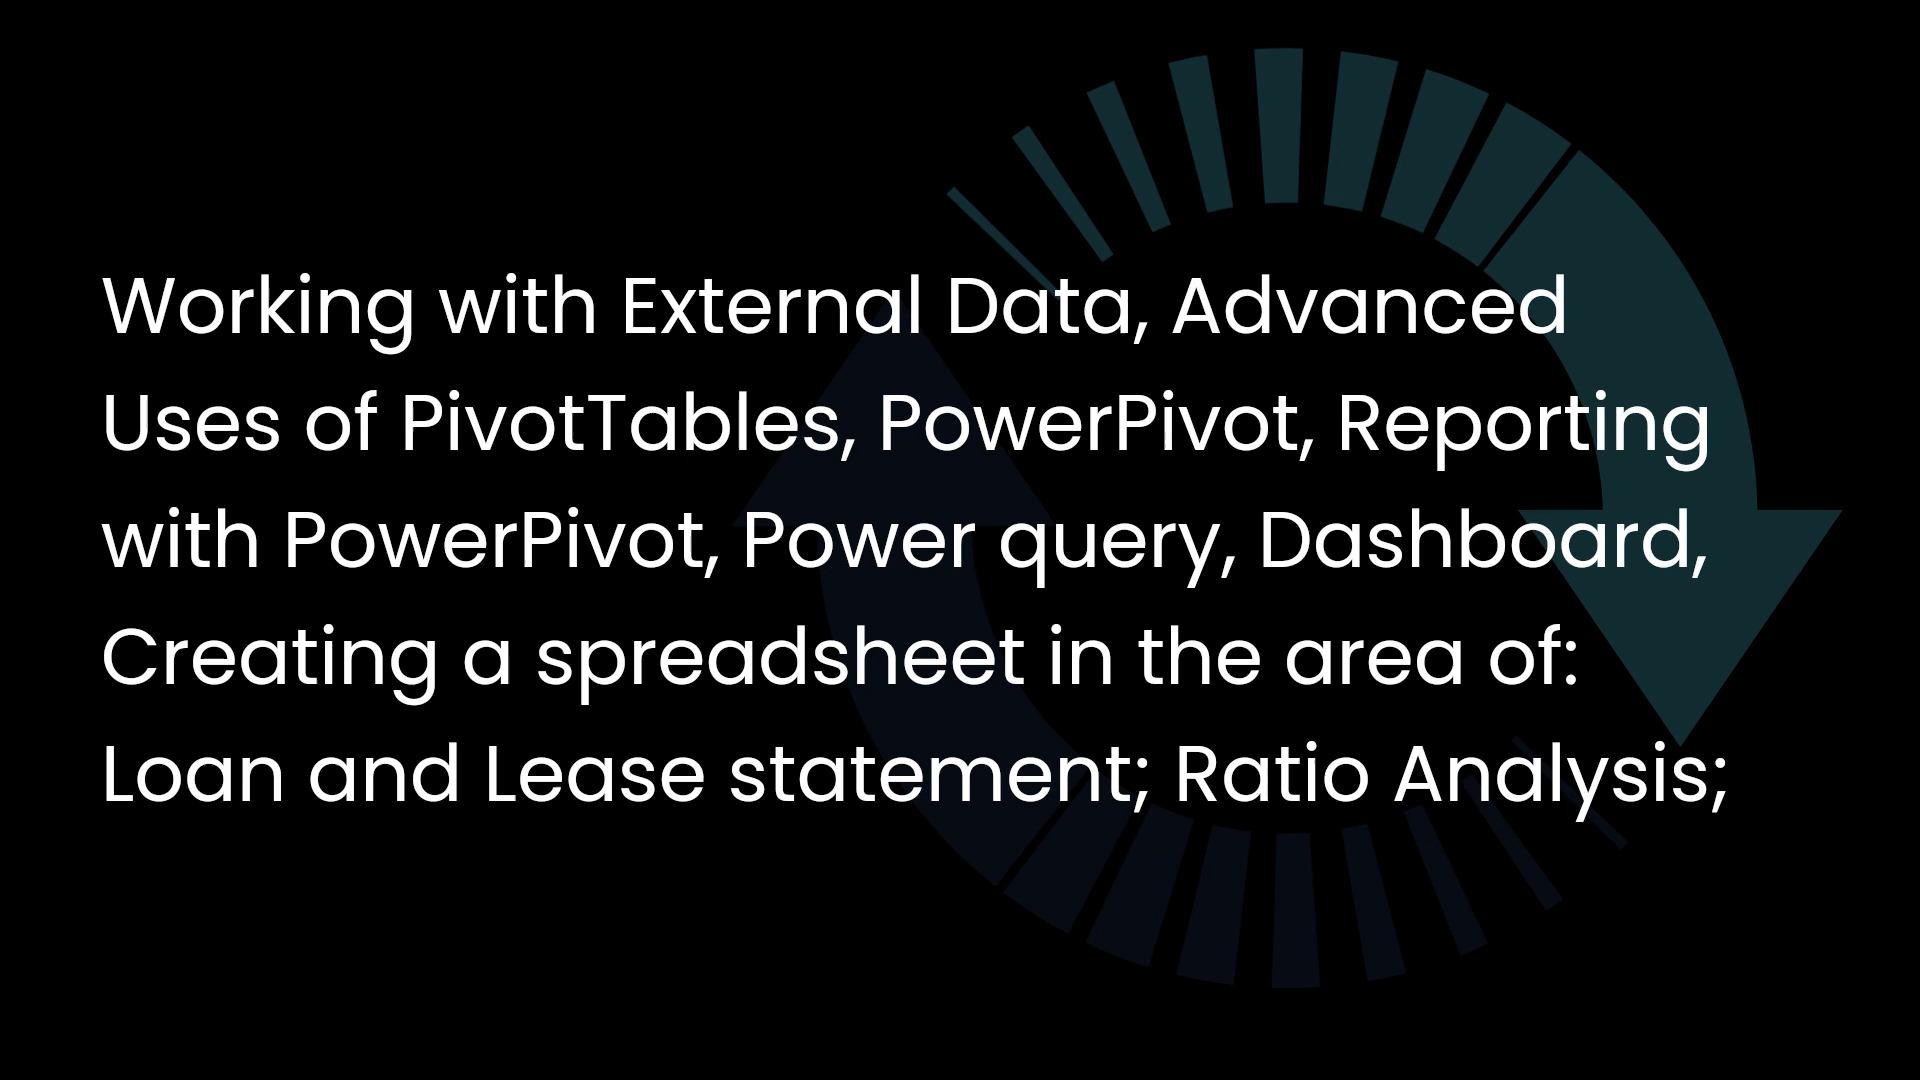 Working with External Data, Advanced
Uses of PivotTables, PowerPivot, Reporting
with PowerPivot, Power query, Dashboard,
Creating a spreadsheet in the area of:
Loan and Lease statement; Ratio Analysis;